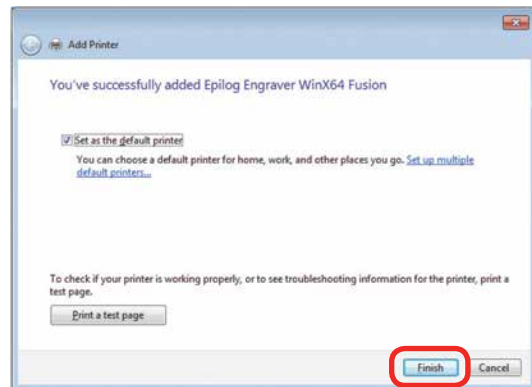 Add Printer
You've successfully added Epilog Engraver WinX64 Fusion
Set as the default printer
You can choose a default printer for home, work, and other places you go. Set up multiple
default printers...
To check if your printer is working properly, or to see troubleshooting information for the printer, print a
test page.
Print a test page
Finish Cancel